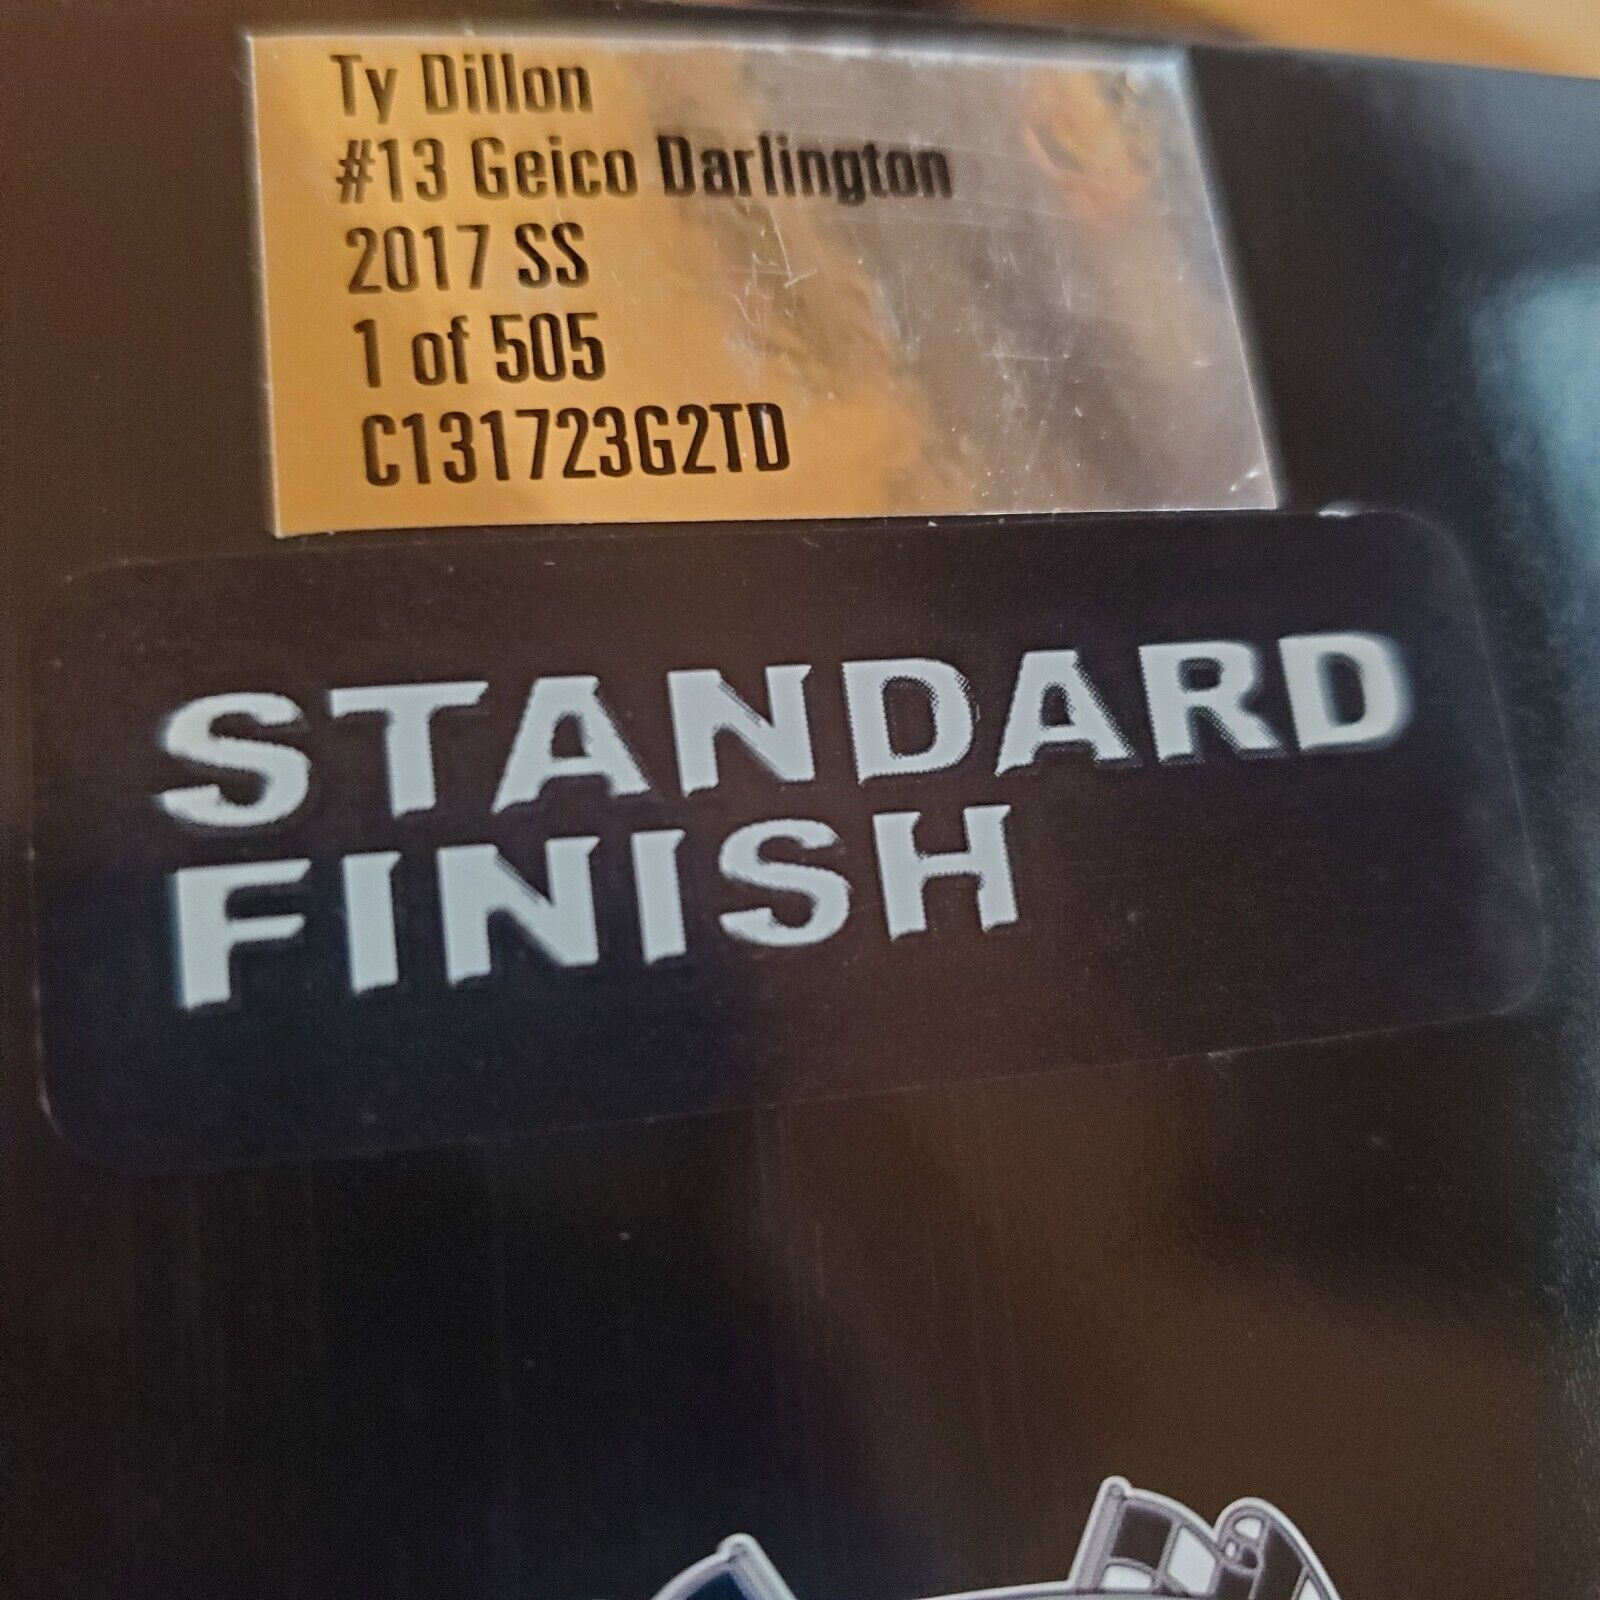 Ty Dillon
#13 Geico Darlington
2017 SS
1 of 505
C131723G2TD
STANDARD
FINISH